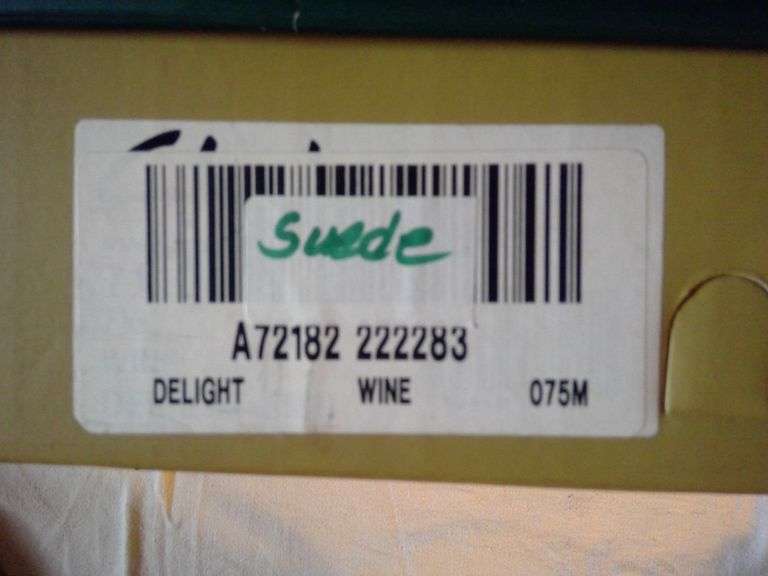 Suede
A72182 222283
DELIGHT WINE 075M